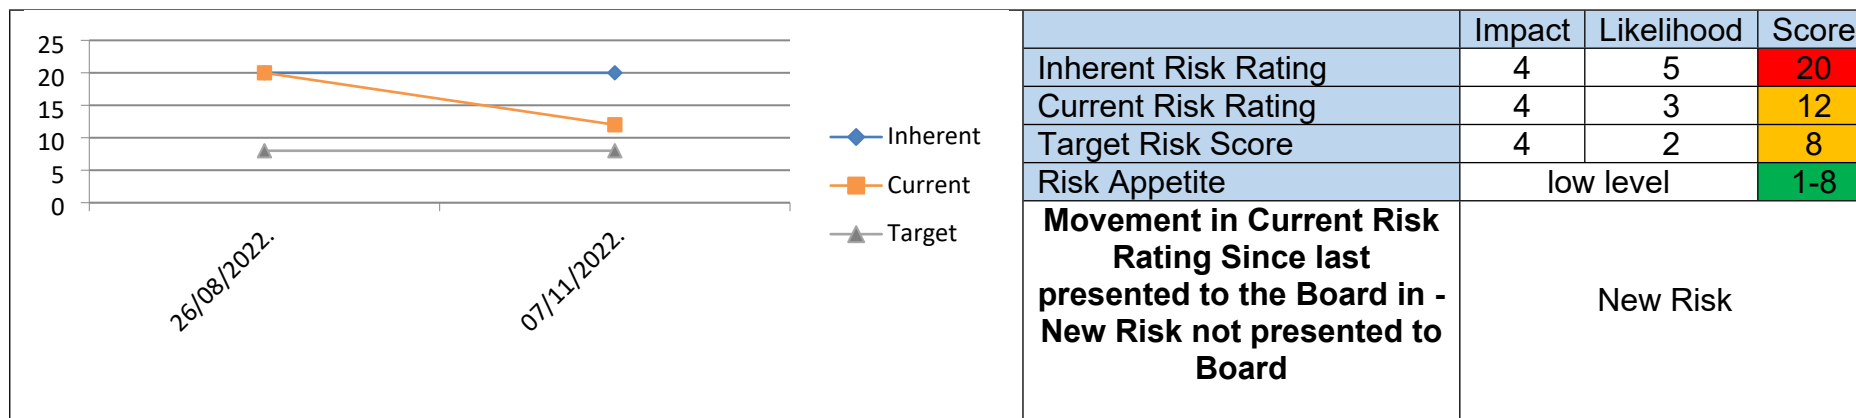 25
20
15
10
5
0
26/08/2022.
07/11/2022.
Inherent
Current
Target
Impact Likelihood Score
Inherent Risk Rating 4 5 20
Current Risk Rating 4 3 12
Target Risk Score 4 2 8
Risk Appetite low level 1-8
Movement in Current Risk
Rating Since last
presented to the Board in -
New Risk not presented to
Board
New Risk